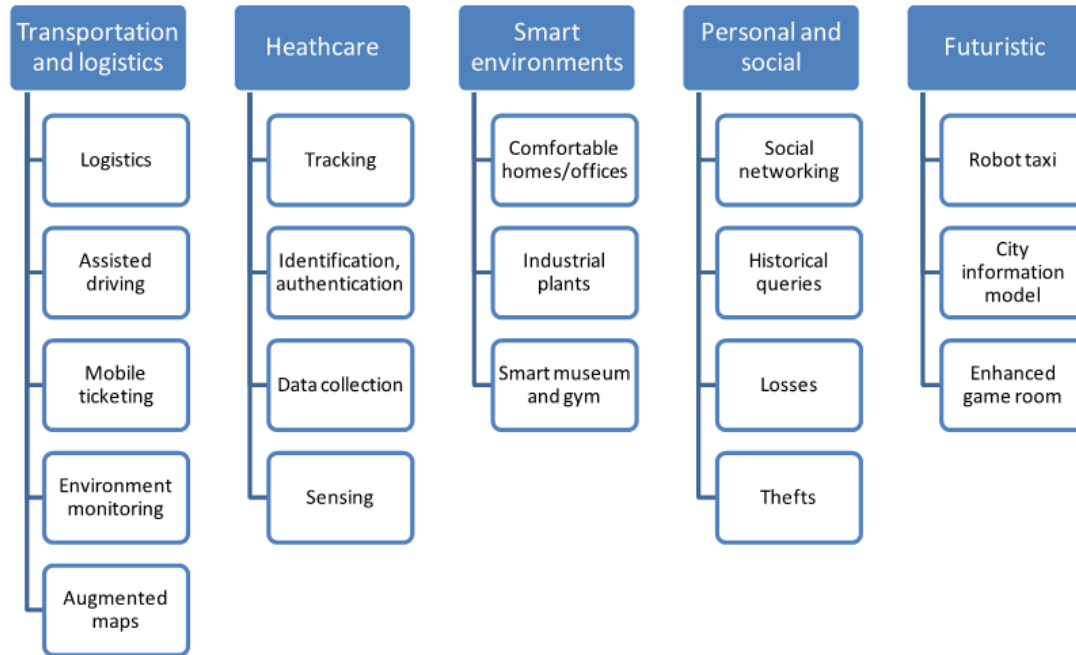 Transportation
and logistics
Logistics
Assisted
driving
Mobile
ticketing
Environment
monitoring
Augmented
maps
Heathcare
Tracking
Identification,
authentication
Data collection
Sensing
Smart
environments
Comfortable
homes/offices
Industrial
plants
Smart museum
and gym
Personal and
social
Social
networking
Historical
queries
Losses
Thefts
Futuristic
Robot taxi
City
information
model
Enhanced
game room